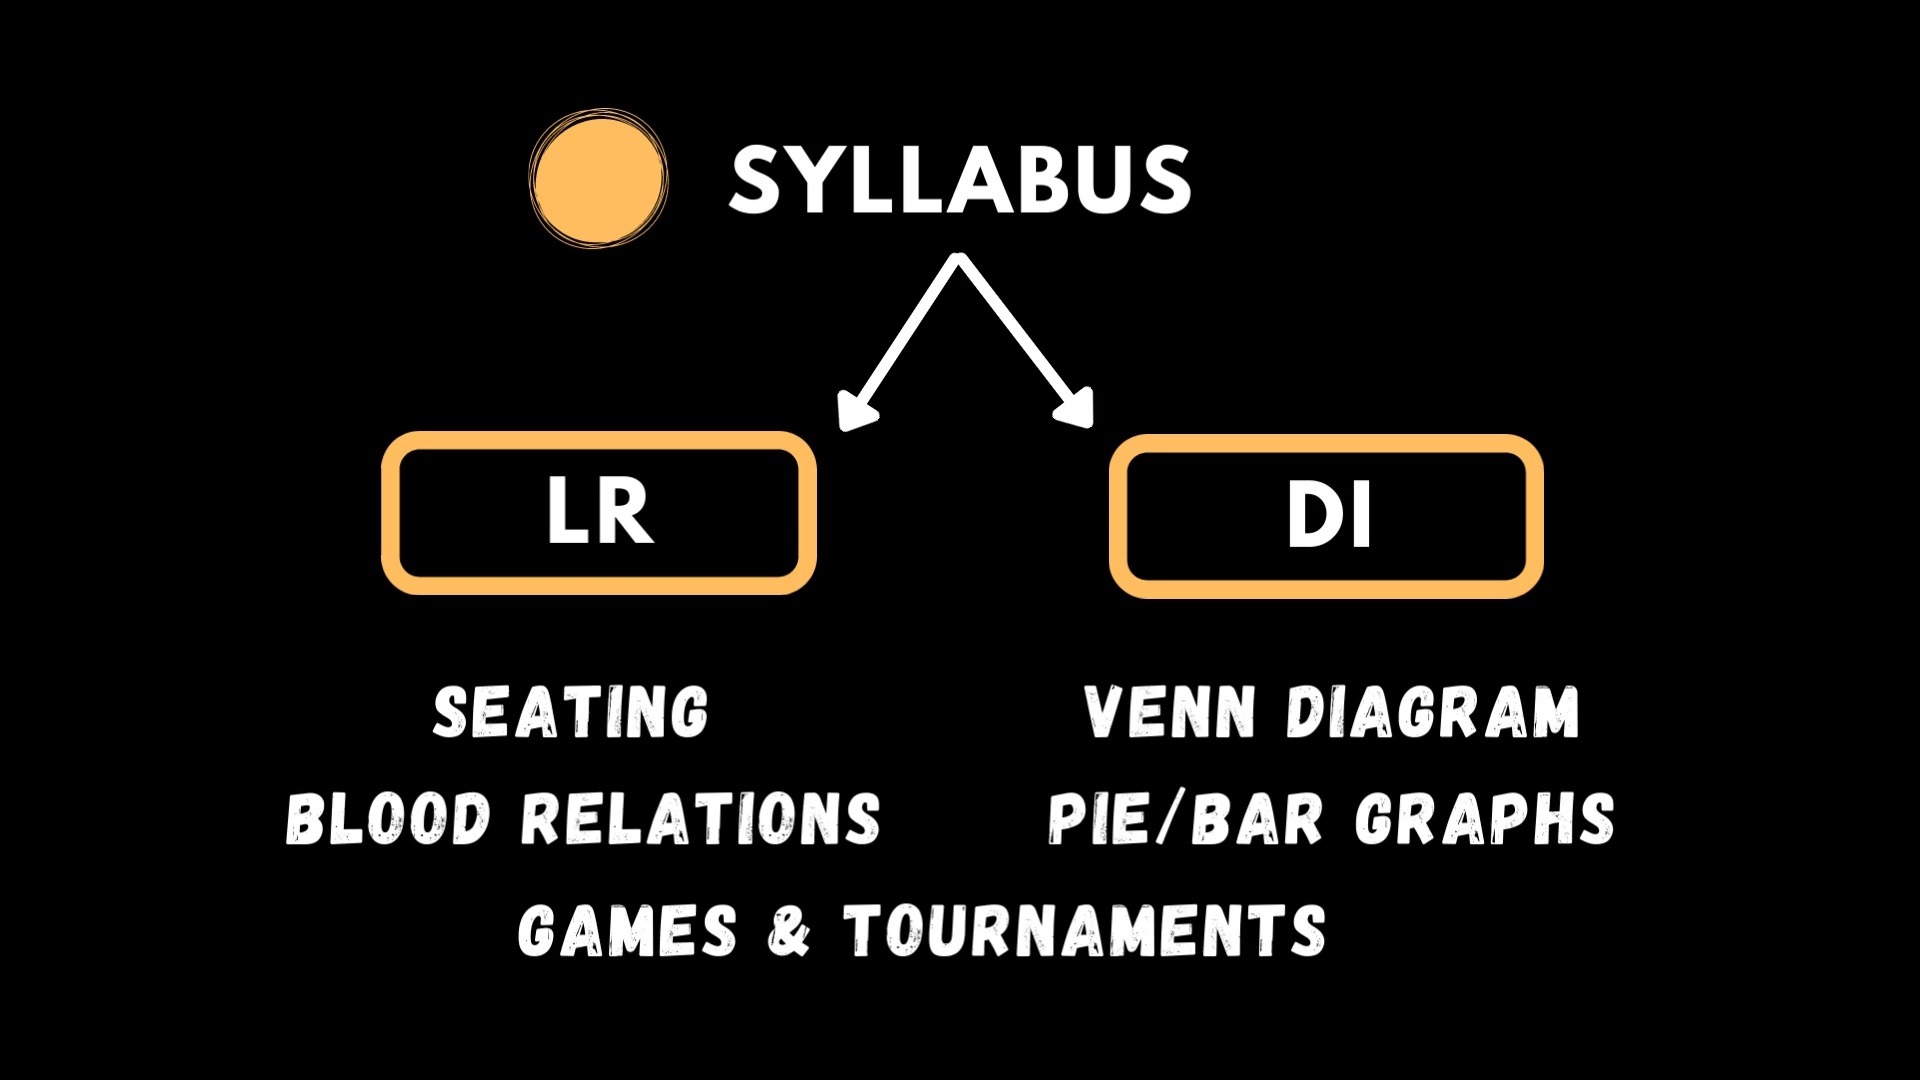 SYLLABUS
LR
DI
SEATING
VENN DIAGRAM
BLOOD RELATIONS
PIE/BAR GRAPHS
GAMES & TOURNAMENTS